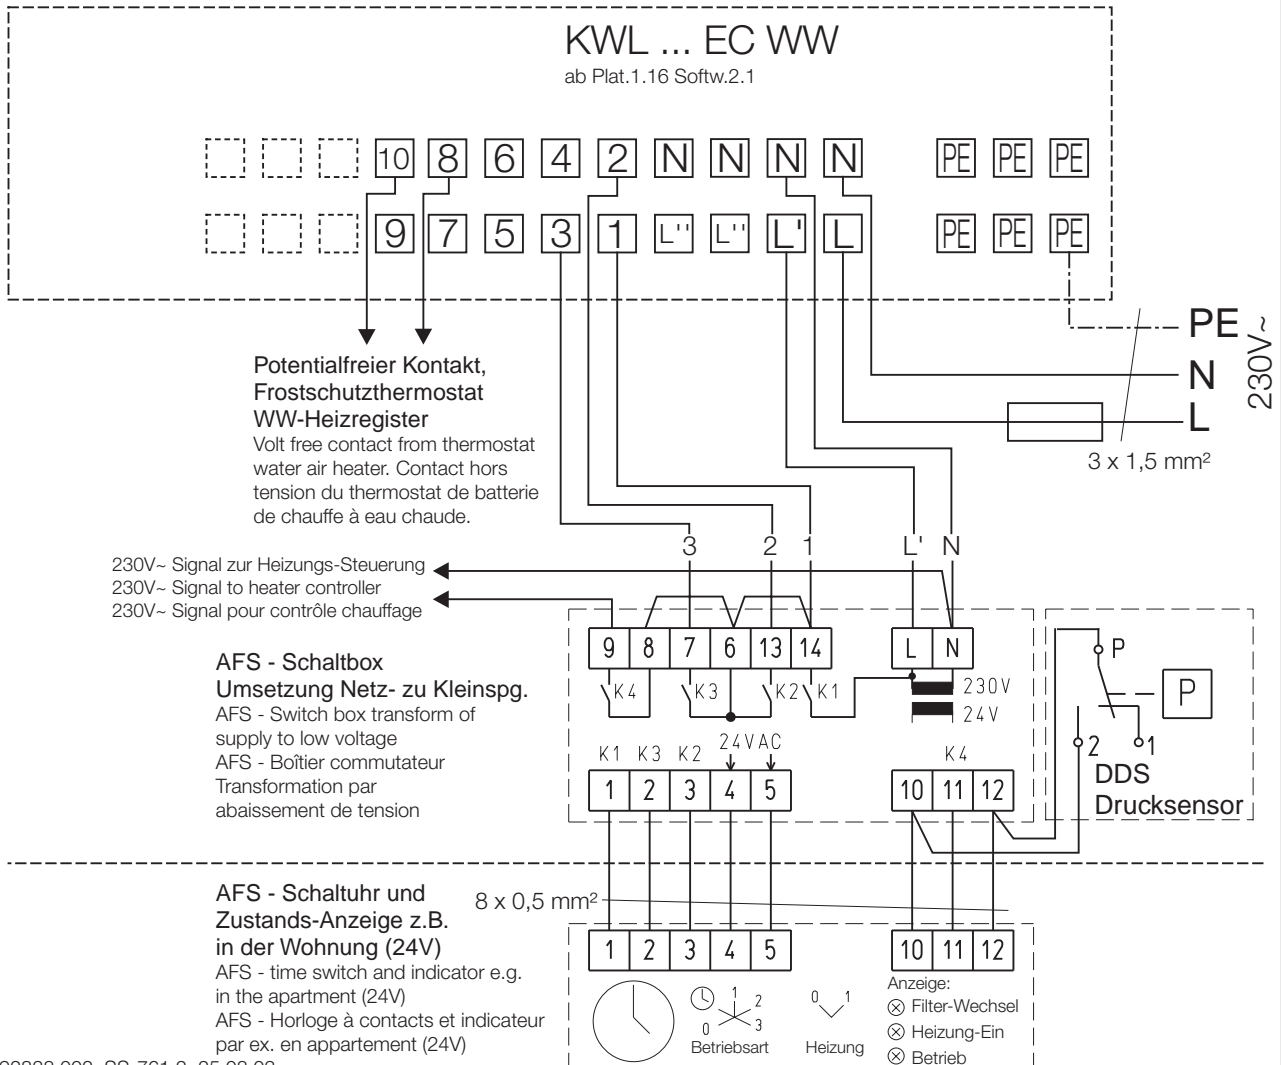 KWL ... EC WW
ab Plat.1.16 Softw.2.1
10 8 6 4 2 N N N N PE PE PE
9 7 5 3 1 L'' L'' L' L PE PE PE
PE
N
L
230V~
3 x 1,5 mm²
Potentialfreier Kontakt,
Frostschutzthermostat
WW-Heizregister
Volt free contact from thermostat
water air heater. Contact hors
tension du thermostat de batterie
de chauffe à eau chaude.
3 2 1 L' N
230V~ Signal zur Heizungs-Steuerung
230V~ Signal to heater controller
230V~ Signal pour contrôle chauffage
9 8 7 6 13 14 L N
K4 K3 K2 K1
230V
24V
P
P
2 1
DDS
Drucksensor
AFS - Schaltbox
Umsetzung Netz- zu Kleinspg.
AFS - Switch box transform of
supply to low voltage
AFS - Boîtier commutateur
Transformation par
abaissement de tension
K1 K3 K2 24VAC K4
1 2 3 4 5 10 11 12
AFS - Schaltuhr und
Zustands-Anzeige z.B.
in der Wohnung (24V)
AFS - time switch and indicator e.g.
in the apartment (24V)
AFS - Horloge à contacts et indicateur
par ex. en appartement (24V)
8 x 0,5 mm²
1 2 3 4 5 10 11 12
0 1 2 3
Betriebsart
0 1
Heizung
Anzeige:
Filter-Wechsel
Heizung-Ein
Betrieb